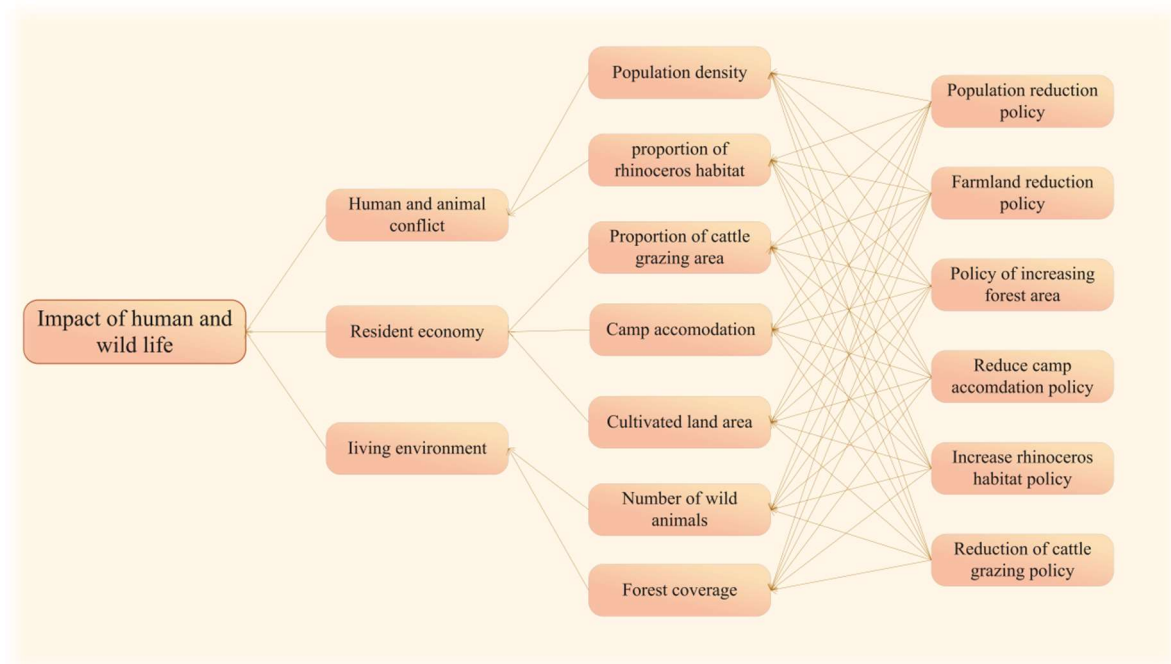 Impact of human and
wild life
Human and animal
conflict
Resident economy
Iiving environment
Population density
proportion of
rhinoceros habitat
Proportion of cattle
grazing area
Camp accomodation
Cultivated land area
Number of wild
animals
Forest coverage
Population reduction
policy
Farmland reduction
policy
Policy of increasing
forest area
Reduce camp
accomdation policy
Increase rhinoceros
habitat policy
Reduction of cattle
grazing policy